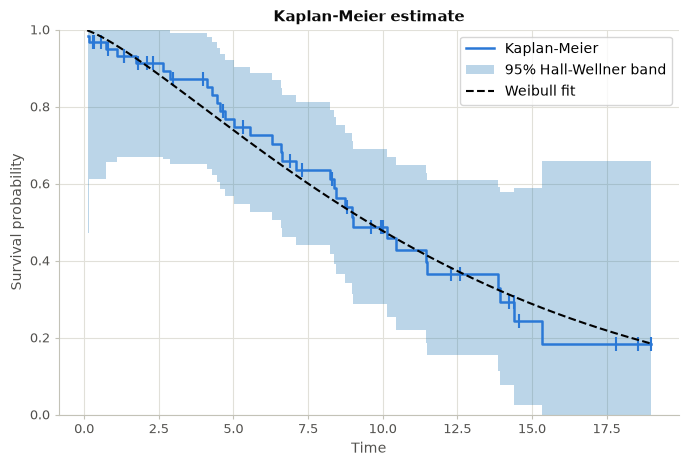 Kaplan-Meier estimate
Kaplan-Meier
95% Hall-Wellner band
Weibull fit
Survival probability
1.0
0.8
0.6
0.4
0.2
0.0
0.0 2.5 5.0 7.5 10.0 12.5 15.0 17.5
Time